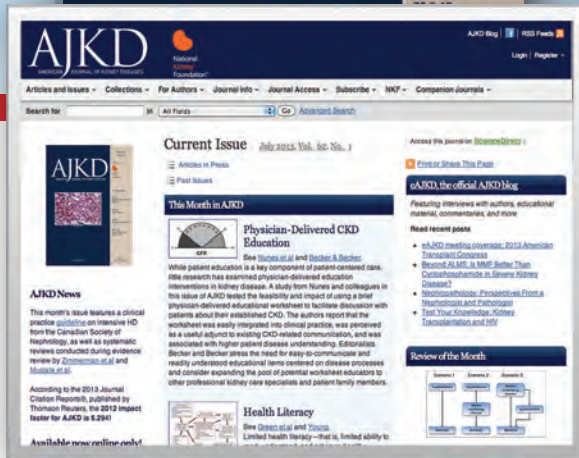 AJKD
AMERICAN JOURNAL OF KIDNEY DISEASES
National
Kidney
Foundation
AJKD Blog | RSS Feeds
Login | Register
Articles and Issues Collections For Authors Journal Info Journal Access Subscribe NKF Companion Journals
Search for in All Fields Go Advanced Search
AJKD
AJKD News
This month's issue features a clinical
practice guideline on intensive HD
from the Canadian Society of
Nephrology, as well as systematic
reviews conducted during evidence
review by Zimmerman et al and
Mustafa et al.
According to the 2013 Journal
Citation Reports®, published by
Thomson Reuters, the 2012 impact
factor for AJKD is 5.294!
Available now online only!
Current Issue July 2013, Vol. 62, No. 1
Articles in Press
Past Issues
This Month in AJKD
GFR
Physician-Delivered CKD
Education
See Nunes et al and Becker & Becker.
While patient education is a key component of patient-centered care,
little research has examined physician-delivered education
interventions in kidney disease. A study from Nunes and colleagues in
this issue of AJKD tested the feasibility and impact of using a brief
physician-delivered educational worksheet to facilitate discussion with
patients about their established CKD. The authors report that the
worksheet was easily integrated into clinical practice, was perceived
as a useful adjunct to existing CKD-related communication, and was
associated with higher patient disease understanding. Editorialists
Becker and Becker stress the need for easy-to-communicate and
readily understood educational items centered on disease processes
and consider expanding the pool of potential worksheet educators to
other professional kidney care specialists and patient family members.
Health Literacy
See Green et al and Young.
Limited health literacy—that is, limited ability to
Access this journal on ScienceDirect
Print or Share This Page
eAJKD, the official AJKD blog
Featuring interviews with authors, educational
material, commentaries, and more
Read recent posts
eAJKD meeting coverage: 2013 American
Transplant Congress
Beyond ALMS: Is MMF Better Than
Cyclophosphamide in Severe Kidney
Disease?
Nephropathology: Perspectives From a
Nephrologist and Pathologist
Test Your Knowledge: Kidney
Transplantation and HIV
Review of the Month
Scenario 1 Scenario 2 Scenario 3